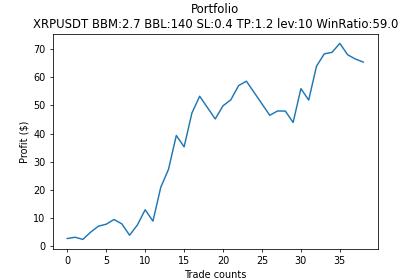 Portfolio
XRPUSDT BBM:2.7 BBL:140 SL:0.4 TP:1.2 lev:10 WinRatio:59.0
70
60
50
40
30
20
10
0
Profit ($)
0 5 10 15 20 25 30 35
Trade counts